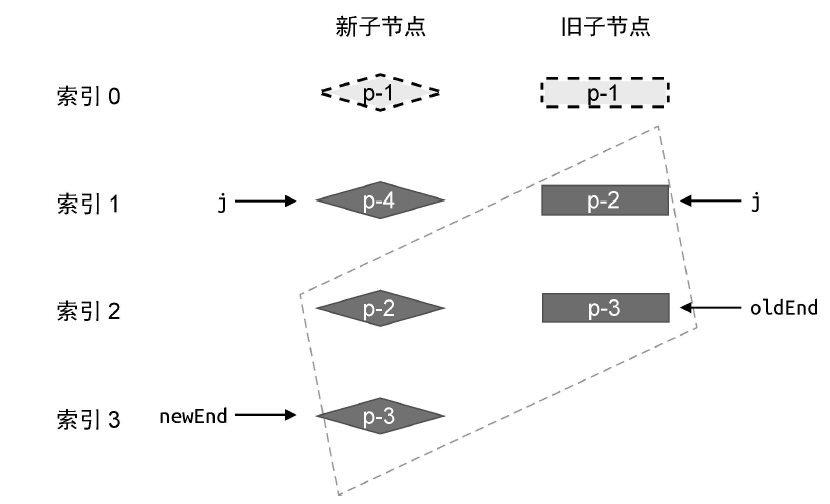 新子节点 旧子节点
索引 0 p-1 p-1
索引 1 j p-4 p-2 j
索引 2 p-2 p-3 oldEnd
索引 3 newEnd p-3